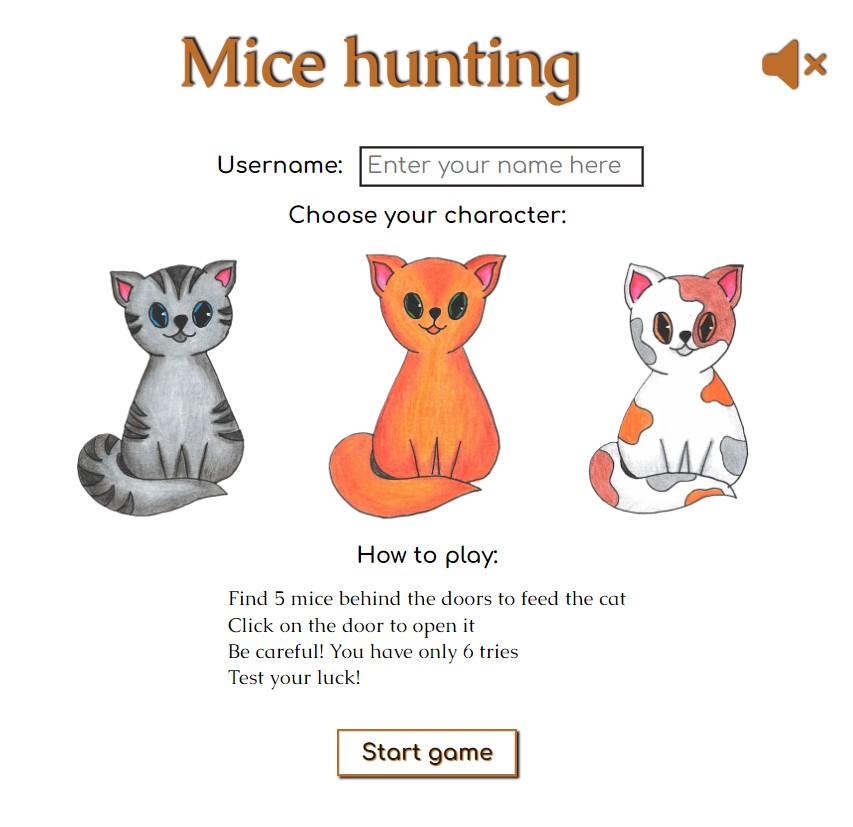 Mice hunting
Username: Enter your name here
Choose your character:
How to play:
Find 5 mice behind the doors to feed the cat
Click on the door to open it
Be careful! You have only 6 tries
Test your luck!
Start game